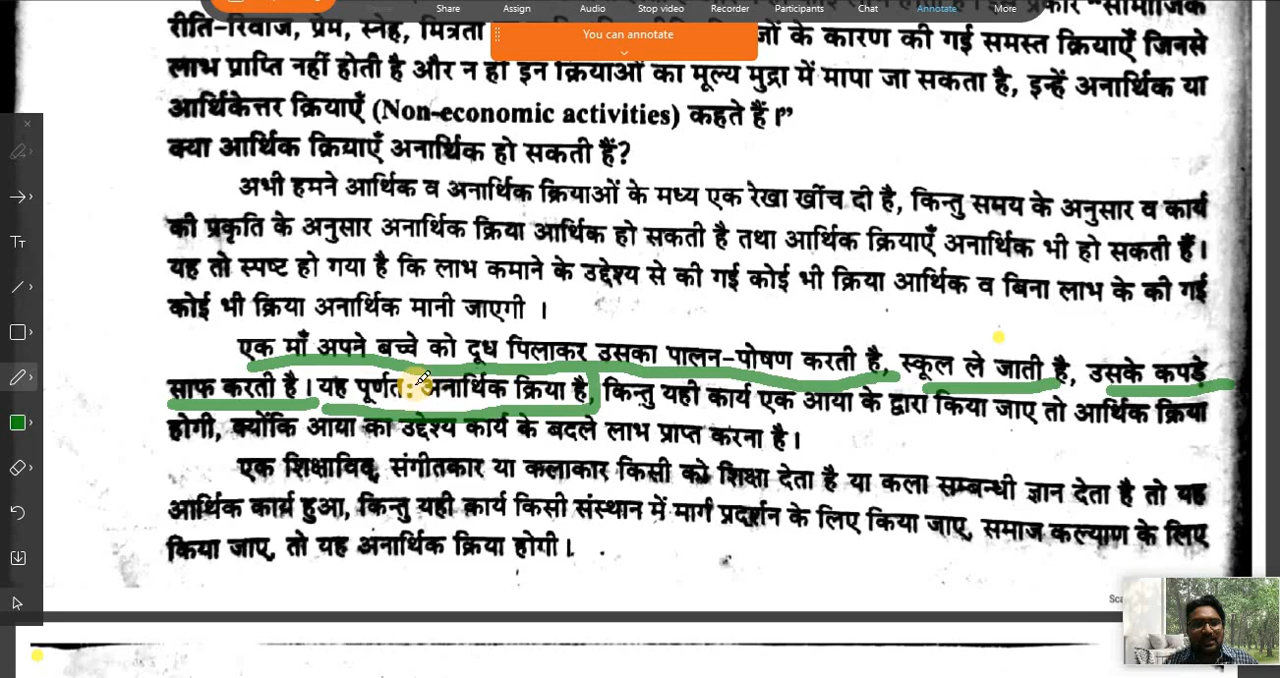 Share Assign Audio Stop video Recorder Participants Chat Annotate More
रीति-रिवाज, प्रेम, स्नेह, मित्रता
You can annotate
के कारण की गई समस्त क्रियाएँ जिनसे
लाभ प्राप्ति नहीं होती है और न ही इन क्रियाओं का मूल्य मुद्रा में मापा जा सकता है, इन्हें अनार्थिक या
आर्थिकेत्तर क्रियाएँ (Non-economic activities) कहते हैं।”
क्या आर्थिक क्रियाएँ अनार्थिक हो सकती हैं?
अभी हमने आर्थिक व अनार्थिक क्रियाओं के मध्य एक रेखा खींच दी है, किन्तु समय के अनुसार व कार्य
की प्रकृति के अनुसार अनार्थिक क्रिया आर्थिक हो सकती है तथा आर्थिक क्रियाएँ अनार्थिक भी हो सकती हैं।
यह तो स्पष्ट हो गया है कि लाभ कमाने के उद्देश्य से की गई कोई भी क्रिया आर्थिक व बिना लाभ के की गई
कोई भी क्रिया अनार्थिक मानी जाएगी ।
एक माँ अपने बच्चे को दूध पिलाकर उसका पालन-पोषण करती है, स्कूल ले जाती है, उसके कपड़े
साफ करती है। यह पूर्णत: अनार्थिक क्रिया है, किन्तु यही कार्य एक आया के द्वारा किया जाए तो आर्थिक क्रिया
होगी, क्योंकि आया का उद्देश्य कार्य के बदले लाभ प्राप्त करना है।
एक शिक्षाविद्, संगीतकार या कलाकार किसी को शिक्षा देता है या कला सम्बन्धी ज्ञान देता है तो यह
आर्थिक कार्य हुआ, किन्तु यही कार्य किसी संस्थान में मार्ग प्रदर्शन के लिए किया जाए, समाज कल्याण के लिए
किया जाए, तो यह अनार्थिक क्रिया होगी।